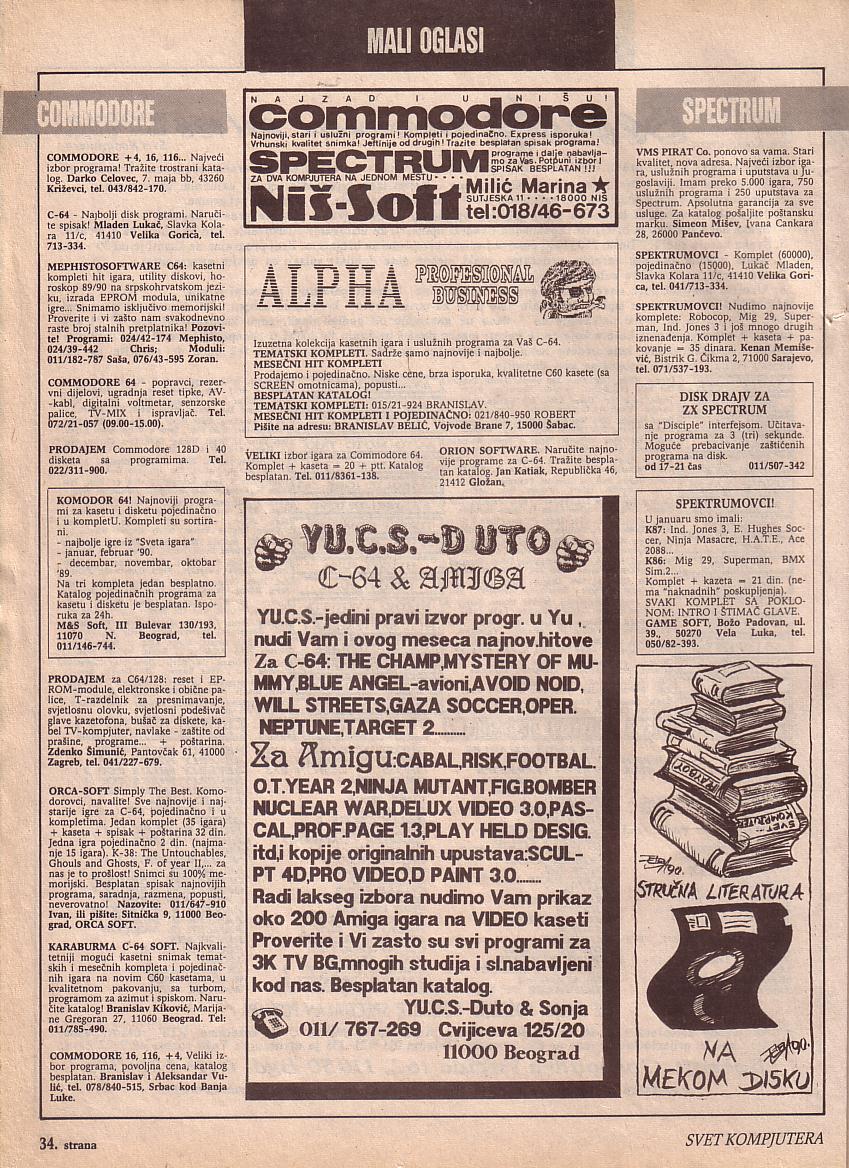 MALI OGLASI
COMMODORE
COMMODORE +4, 16, 116... Najveći
izbor programa! Tražite trostrani kata-
log. Darko Celovec, 7. maja bb, 43260
Križevci, tel. 043/842-170.
C-64 - Najbolji disk programi. Naruči-
te spisak! Mladen Lukač, Slavka Kola-
ra 11/c, 41410 Velika Gorica, tel.
713-334.
MEPHISTOSOFTWARE C64: kasetni
kompleti hit igara, utility diskovi, ho-
roskop 89/90 na srpskohrvatskom jezi-
ku, izrada EPROM modula, unikatne
igre... Snimamo isključivo memorijski!
Proverite i vi zašto nam svakodnevno
raste broj stalnih pretplatnika! Pozovi-
te! Programi: 024/42-174 Mephisto,
024/39-442 Chris; Moduli:
011/182-787 Saša, 076/43-595 Zoran.
COMMODORE 64 - popravci, rezer-
vni dijelovi, ugradnja reset tipke, AV-
-kabl, digitalni voltmetar, senzorske
palice, TV-MIX i ispravljač. Tel.
072/21-057 (09.00-15.00).
PRODAJEM Commodore 128D i 40
disketa sa programima. Tel.
022/311-900.
KOMODOR 64! Najnoviji progra-
mi za kasetu i disketu pojedinačno
i u kompletU. Kompleti su sortira-
ni.
- najbolje igre iz "Sveta igara"
- januar, februar '90.
- decembar, novembar, oktobar
'89.
Na tri kompleta jedan besplatno.
Katalog pojedinačnih programa za
kasetu i disketu je besplatan. Ispo-
ruka za 24h.
M&S Soft, III Bulevar 130/193,
11070 N. Beograd, tel.
011/146-744.
PRODAJEM za C64/128: reset i EP-
ROM-module, elektronske i obične pa-
lice, T-razdelnik za presnimavanje,
svjetlosnu olovku, svjetlosni podešivač
glave kazetofona, bušač za diskete, ka-
bel TV-kompjuter, navlake - zaštite od
prašine, programe... + poštarina.
Zdenko Šimunić, Pantovčak 61, 41000
Zagreb, tel. 041/227-679.
ORCA-SOFT Simply The Best. Komo-
dorovci, navalite! Sve najnovije i naj-
starije igre za C-64, pojedinačno i u
kompletima. Jedan komplet (35 igara)
+ kaseta + spisak + poštarina 32 din.
Jedna igra pojedinačno 2 din. (najma-
nje 15 igara). K-38: The Untouchables,
Ghouls and Ghosts, F. of year II,... za
nas je to prošlost! Snimci su 100% me-
morijski. Besplatan spisak najnovijih
programa, saradnja, razmena, popusti,
neverovatno! Nazovite: 011/647-910
Ivan, ili pišite: Sitnička 9, 11000 Beo-
grad, ORCA SOFT.
KARABURMA C-64 SOFT. Najkvali-
tetniji mogući kasetni snimak temat-
skih i mesečnih kompleta i pojedinač-
nih igara na novim C60 kasetama, u
kvalitetnom pakovanju, sa turbom,
programom za azimut i spiskom. Naru-
čite katalog! Branislav Kiković, Marija-
ne Gregoran 27, 11060 Beograd. Tel:
011/785-490.
COMMODORE 16, 116, +4, Veliki iz-
bor programa, povoljna cena, katalog
besplatan. Branislav i Aleksandar Vu-
lić, tel. 078/840-515, Srbac kod Banja
Luke.
NAJZAD I U NIŠU!
commodore
Najnoviji, stari i uslužni programi! Kompleti i pojedinačno. Express isporuka!
Vrhunski kvalitet snimka! Jeftinije od drugih! Tražite besplatan spisak programa!
SPECTRUM programe i dalje nabavlja-
mo za Vas. Potpuni izbor!
SPISAK BESPLATAN !!!
ZA DVA KOMPJUTERA NA JEDNOM MESTU
Niš-Soft Milić Marina
SUTJESKA 11 18000 NIŠ
tel:018/46-673
ALPHA PROFESIONAL
BUSINESS
Izuzetna kolekcija kasetnih igara i uslužnih programa za Vaš C-64.
TEMATSKI KOMPLETI. Sadrže samo najnovije i najbolje.
MESEČNI HIT KOMPLETI
Prodajemo i pojedinačno. Niske cene, brza isporuka, kvalitetne C60 kasete (sa
SCREEN omotnicama), popusti...
BESPLATAN KATALOG!
TEMATSKI KOMPLETI: 015/21-924 BRANISLAV.
MESEČNI HIT KOMPLETI I POJEDINAČNO: 021/840-950 ROBERT
Pišite na adresu: BRANISLAV BELIĆ, Vojvode Brane 7, 15000 Šabac.
VELIKI izbor igara za Commodore 64.
Komplet + kaseta = 20 + ptt. Katalog
besplatan. Tel. 011/8361-138.
ORION SOFTWARE. Naručite najno-
vije programe za C-64. Tražite bespla-
tan katalog. Jan Katiak, Republička 46,
21412 Gložan.
YU.C.S.-DUTO
C-64 & AMIGA
YU.C.S.-jedini pravi izvor progr. u Yu ,
nudi Vam i ovog meseca najnov.hitove
Za C-64: THE CHAMP,MYSTERY OF MU-
MMY,BLUE ANGEL-avioni,AVOID NOID,
WILL STREETS,GAZA SOCCER,OPER.
NEPTUNE,TARGET 2..........
Za Amigu:CABAL,RISK,FOOTBAL.
O.T.YEAR 2,NINJA MUTANT,FIG.BOMBER
NUCLEAR WAR,DELUX VIDEO 3.0,PAS-
CAL,PROF.PAGE 1.3,PLAY HELD DESIG.
itd,i kopije originalnih upustava:SCUL-
PT 4D,PRO VIDEO,D PAINT 3.0........
Radi lakseg izbora nudimo Vam prikaz
oko 200 Amiga igara na VIDEO kaseti
Proverite i Vi zasto su svi programi za
3K TV BG,mnogih studija i sl.nabavljeni
kod nas. Besplatan katalog.
YU.C.S.-Duto & Sonja
011/ 767-269 Cvijiceva 125/20
11000 Beograd
SPECTRUM
VMS PIRAT Co. ponovo sa vama. Stari
kvalitet, nova adresa. Najveći izbor iga-
ra, uslužnih programa i uputstava u Ju-
goslaviji. Imam preko 5.000 igara, 750
uslužnih programa i 250 uputstava za
Spectrum. Apsolutna garancija za sve
usluge. Za katalog pošaljite poštansku
marku. Simeon Mišev, Ivana Cankara
28, 26000 Pančevo.
SPEKTRUMOVCI - Komplet (60000),
pojedinačno (15000), Lukač Mladen,
Slavka Kolara 11/c, 41410 Velika Gori-
ca, tel. 041/713-334.
SPEKTRUMOVCI! Nudimo najnovije
komplete: Robocop, Mig 29, Super-
man, Ind. Jones 3 i još mnogo drugih
iznenađenja. Komplet + kaseta + pa-
kovanje = 35 dinara. Kenan Memiše-
vić, Bistrik G. Čikma 2, 71000 Sarajevo,
tel. 071/537-193.
DISK DRAJV ZA
ZX SPECTRUM
sa "Disciple" interfejsom. Učitava-
nje programa za 3 (tri) sekunde.
Moguće prebacivanje zaštićenih
programa na disk.
od 17-21 čas 011/507-342
SPEKTRUMOVCI!
U januaru smo imali:
K87: Ind. Jones 3, E. Hughes Soc-
cer, Ninja Masacre, H.A.T.E., Ace
2088...
K86: Mig 29, Superman, BMX
Sim.2...
Komplet + kazeta = 21 din. (ne-
ma "naknadnih" poskupljenja).
SVAKI KOMPLET SA POKLO-
NOM: INTRO I ŠTIMAČ GLAVE.
GAME SOFT, Božo Padovan, ul.
39., 50270 Vela Luka, tel.
050/82-393.
PLAYBOY
SVET
KOMPJUTERA
STRUČNA LITERATURA
NA
MEKOM DISKU
34. strana
SVET KOMPJUTERA